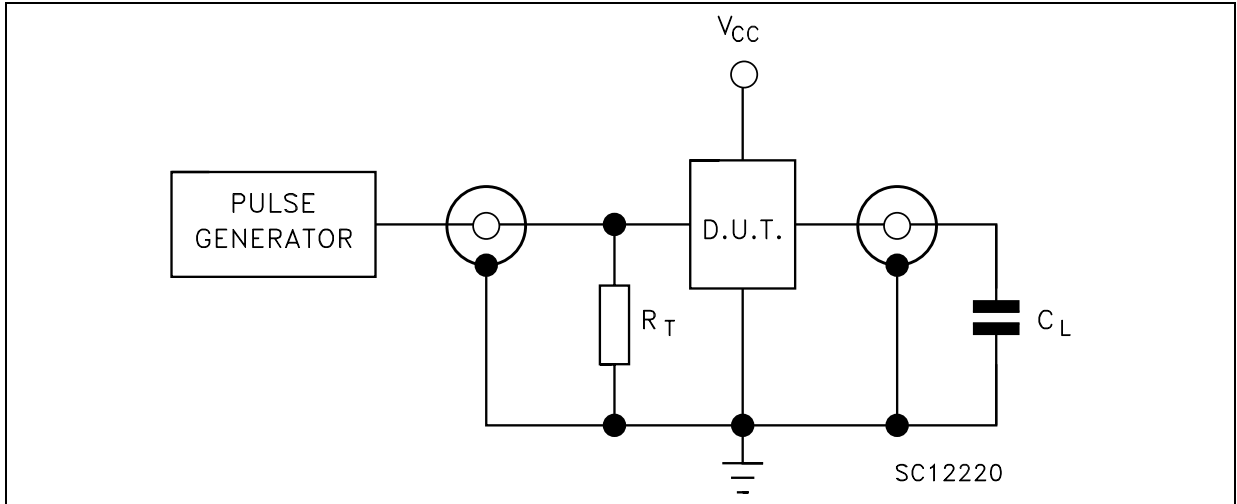 VCC
PULSE
GENERATOR
D.U.T.
RT
CL
SC12220